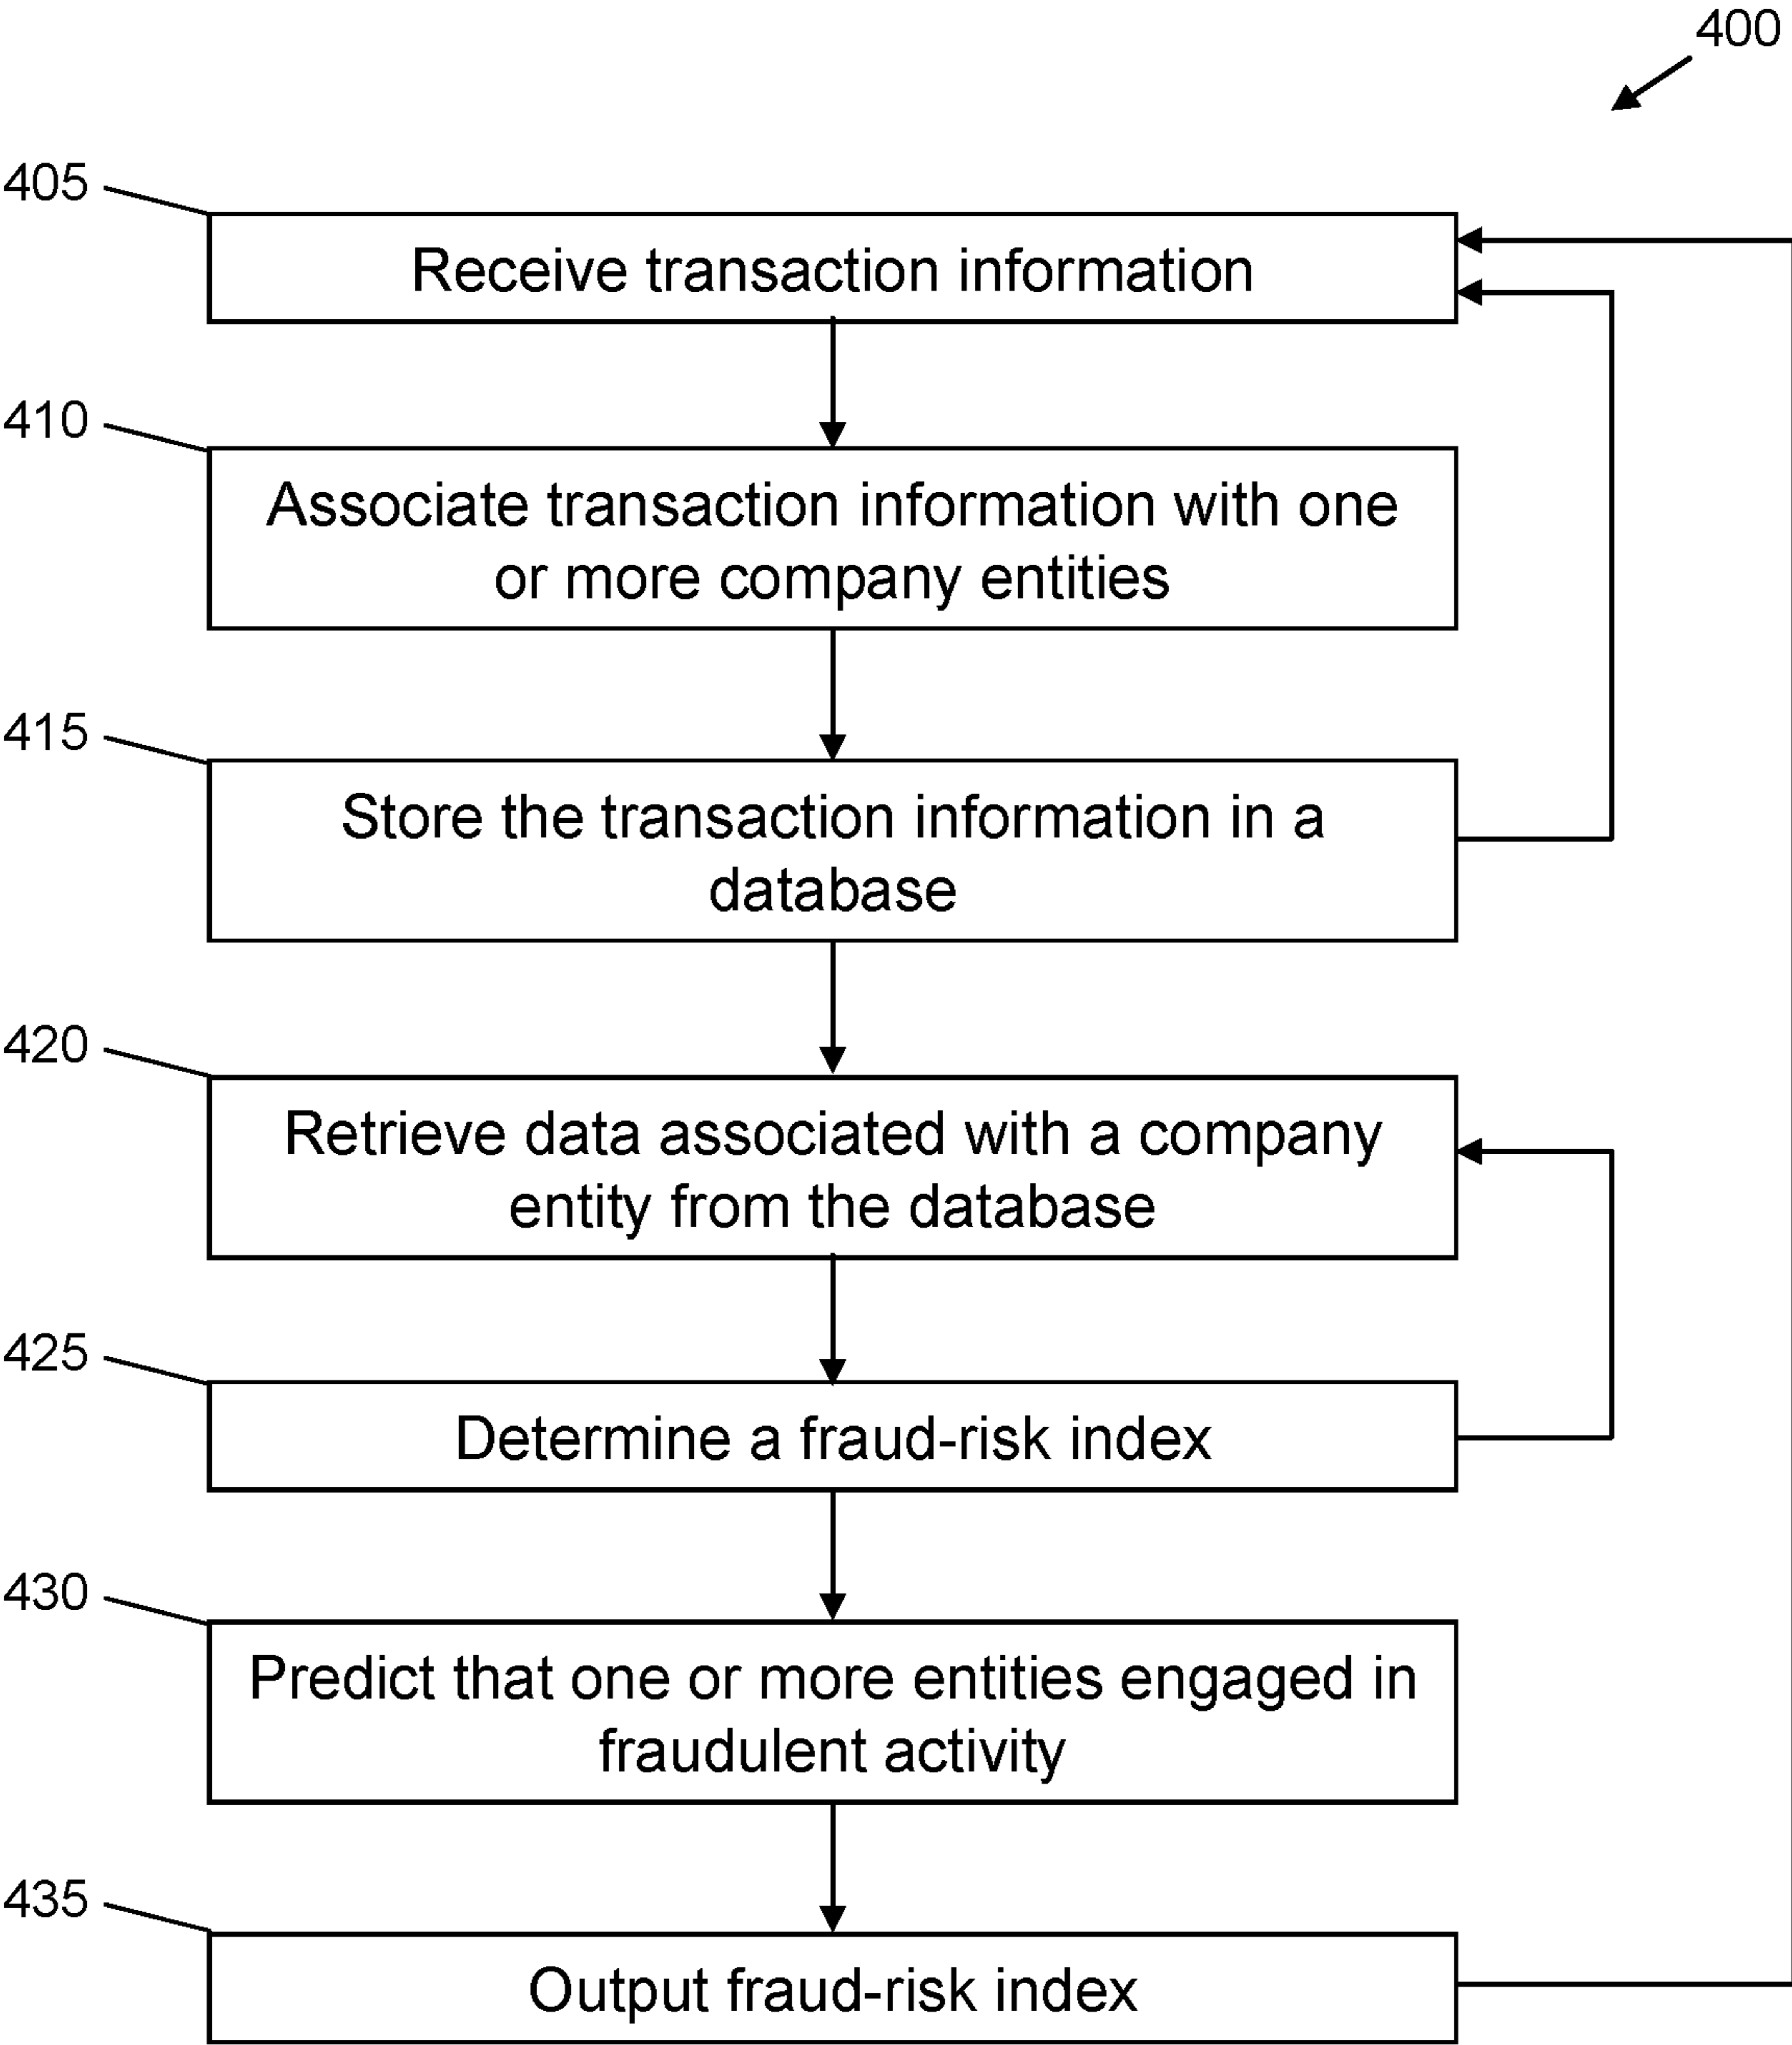 400
405
Receive transaction information
410
Associate transaction information with one
or more company entities
415
Store the transaction information in a
database
420
Retrieve data associated with a company
entity from the database
425
Determine a fraud-risk index
430
Predict that one or more entities engaged in
fraudulent activity
435
Output fraud-risk index